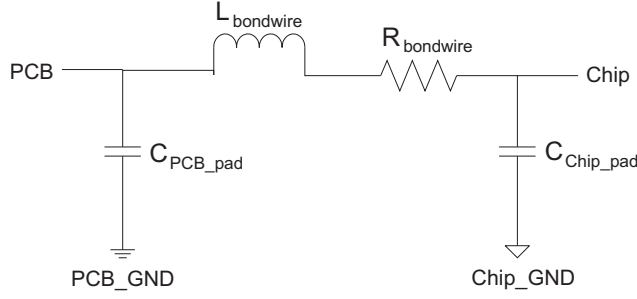 L_bondwire
R_bondwire
PCB
Chip
C_PCB_pad
C_Chip_pad
PCB_GND
Chip_GND